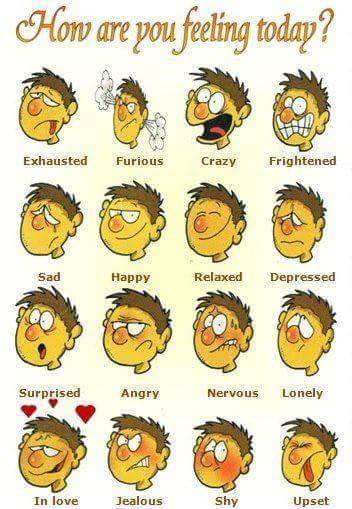 How are you feeling today?
Exhausted Furious Crazy Frightened
Sad Happy Relaxed Depressed
Surprised Angry Nervous Lonely
In love Jealous Shy Upset